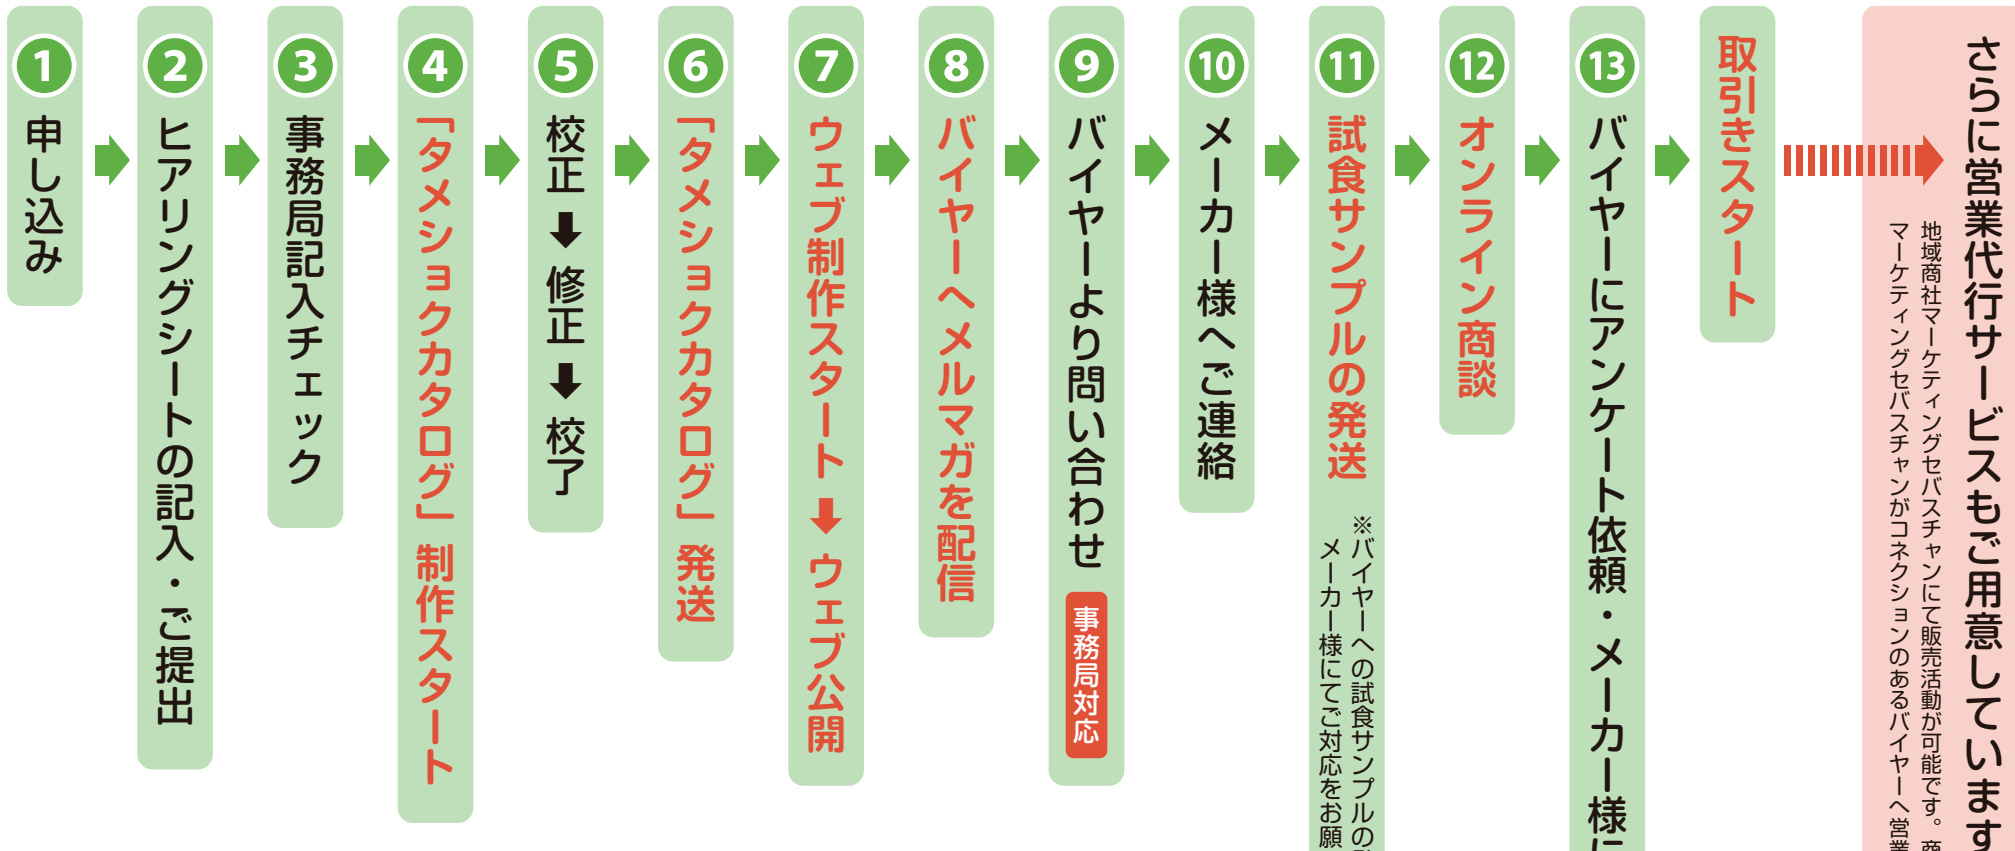 1
申し込み
2
ヒアリングシートの記入・ご提出
3
事務局記入チェック
4
「タメショクカタログ」制作スタート
5
校正➡修正➡校了
6
「タメショクカタログ」発送
7
ウェブ制作スタート➡ウェブ公開
8
バイヤーへメルマガを配信
9
バイヤーより問い合わせ
事務局対応
10
メーカー様へご連絡
11
試食サンプルの発送
※バイヤーへの試食サンプルの
メーカー様にてご対応をお願
12
オンライン商談
13
バイヤーにアンケート依頼・メーカー様に
取引きスタート
さらに営業代行サービスもご用意しています
地域商社マーケティングセバスチャンにて販売活動が可能です。商
マーケティングセバスチャンがコネクションのあるバイヤーへ営業